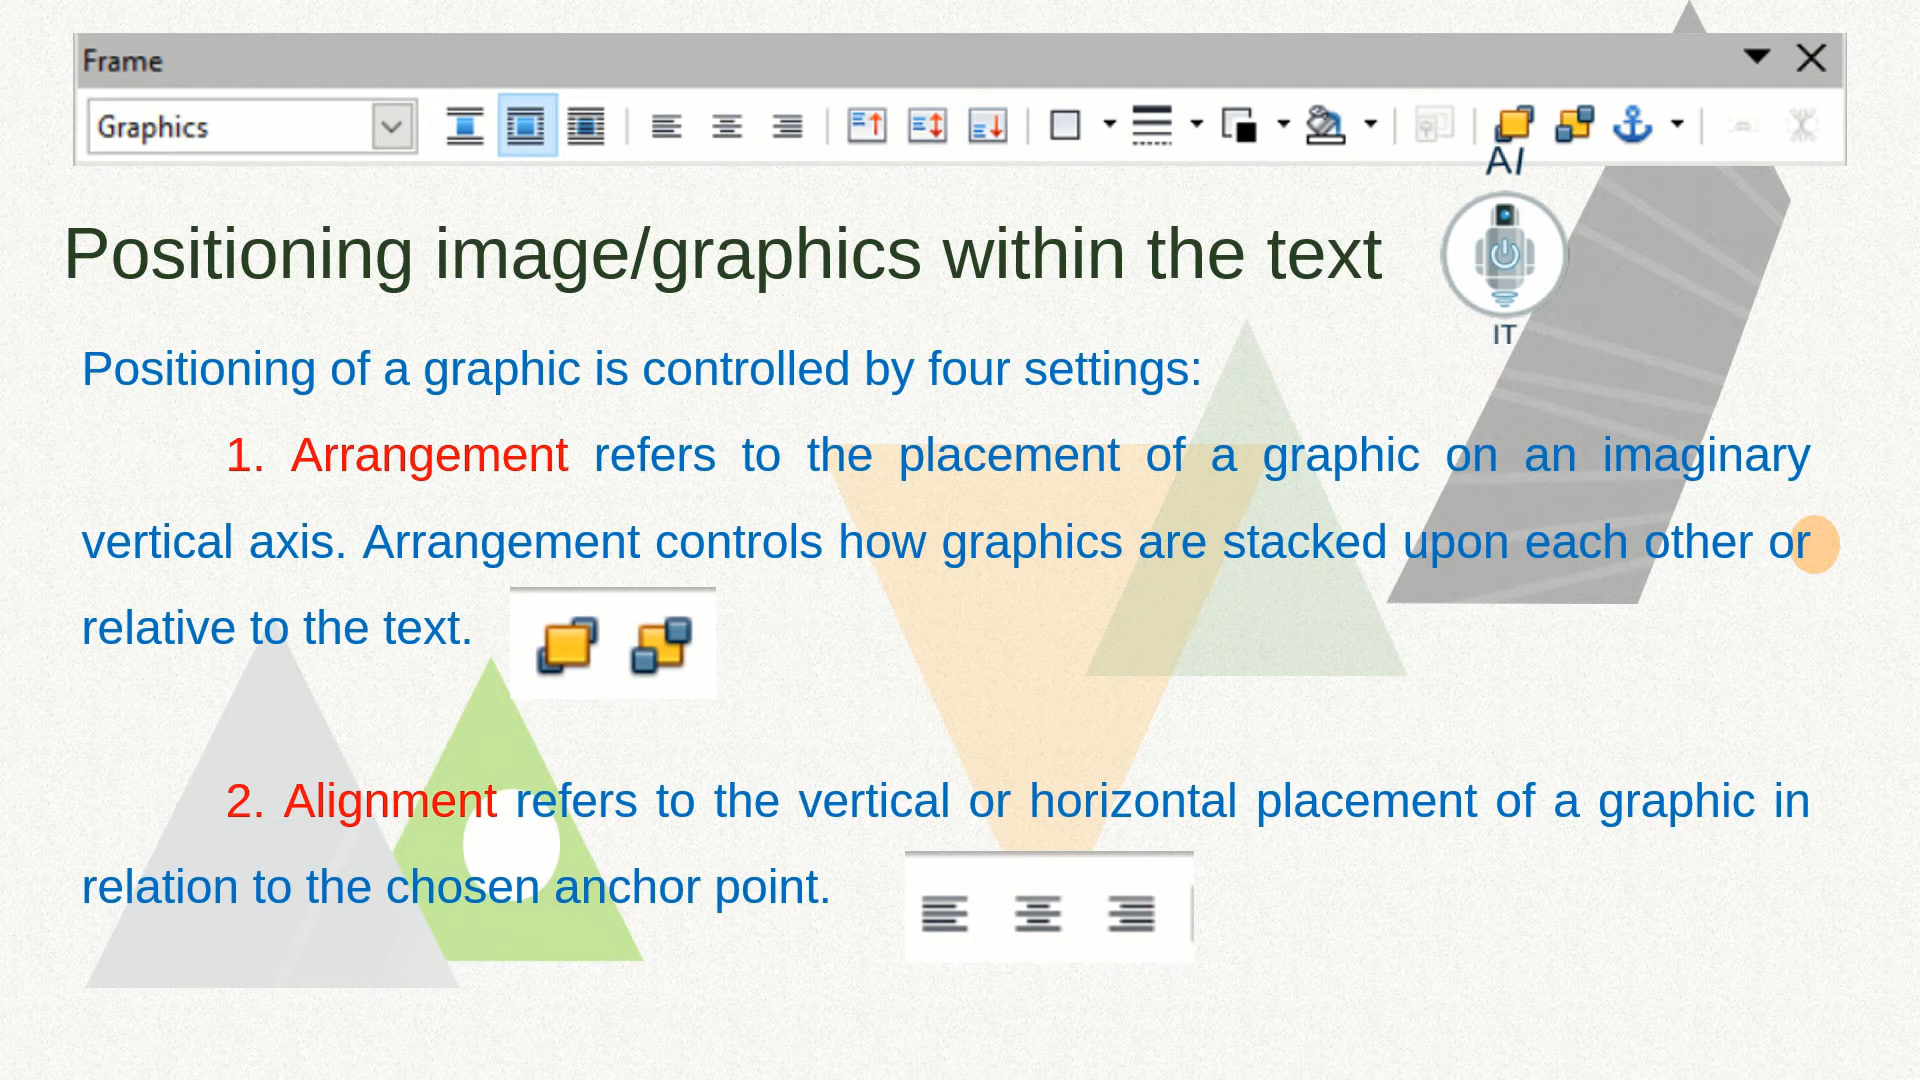 Frame
Graphics
AI
Positioning image/graphics within the text
IT
Positioning of a graphic is controlled by four settings:
1. Arrangement refers to the placement of a graphic on an imaginary
vertical axis. Arrangement controls how graphics are stacked upon each other or
relative to the text.
2. Alignment refers to the vertical or horizontal placement of a graphic in
relation to the chosen anchor point.